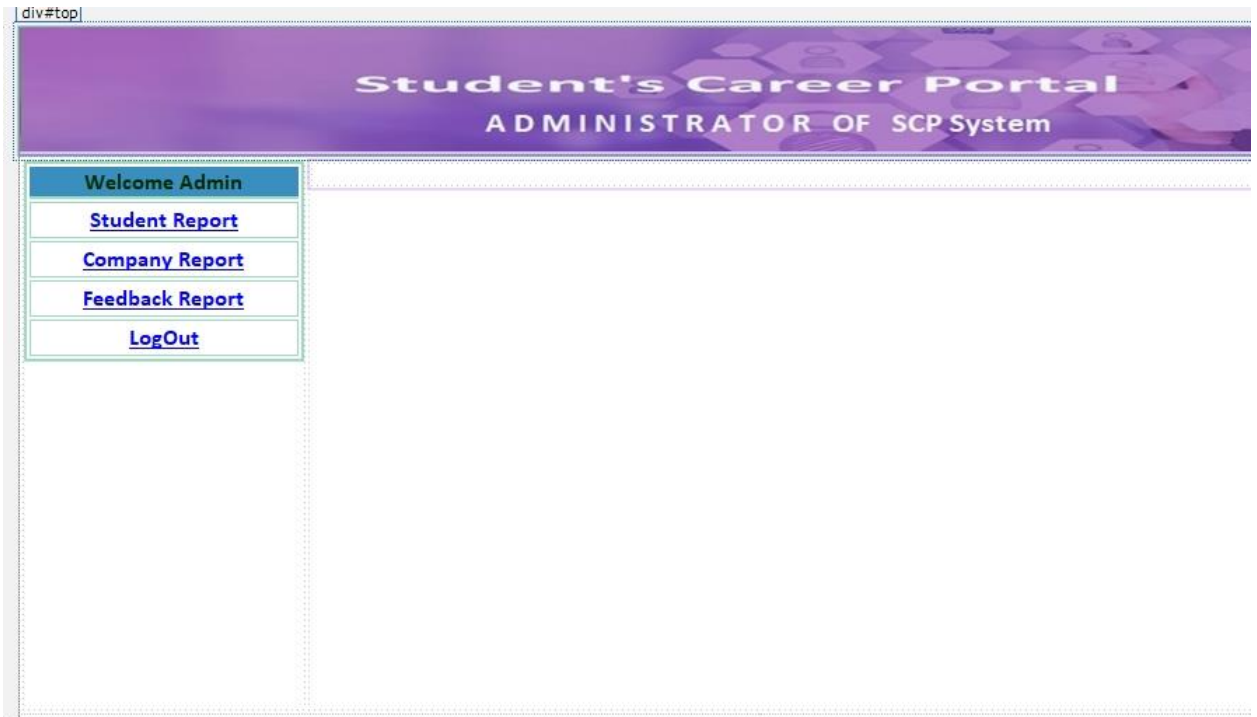 div#top
Student's Career Portal
ADMINISTRATOR OF SCP System
Welcome Admin
Student Report
Company Report
Feedback Report
LogOut